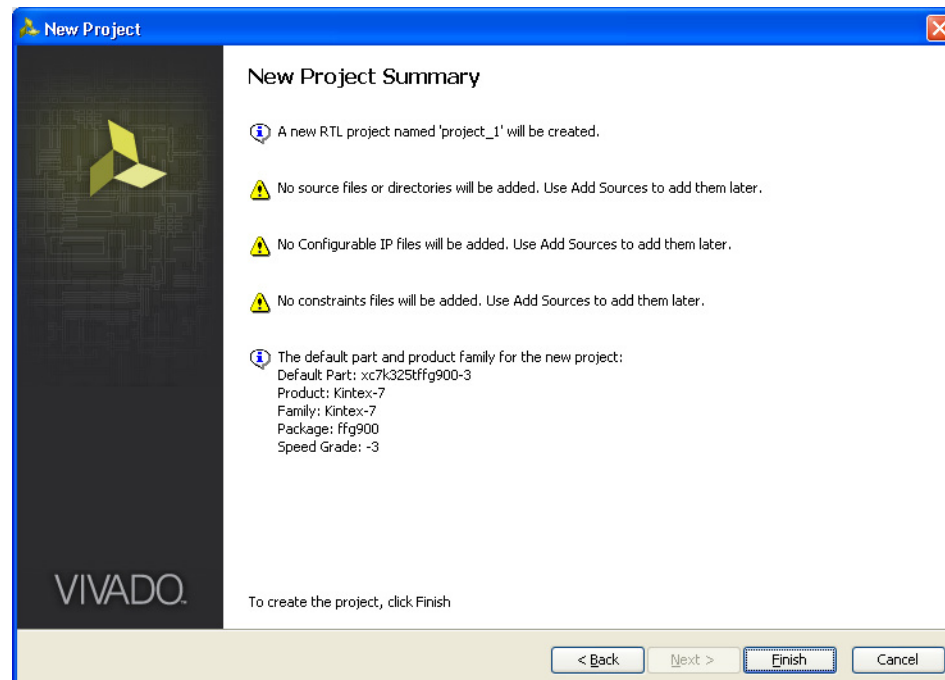 New Project
New Project Summary
A new RTL project named 'project_1' will be created.
No source files or directories will be added. Use Add Sources to add them later.
No Configurable IP files will be added. Use Add Sources to add them later.
No constraints files will be added. Use Add Sources to add them later.
The default part and product family for the new project:
Default Part: xc7k325tffg900-3
Product: Kintex-7
Family: Kintex-7
Package: ffg900
Speed Grade: -3
VIVADO™
To create the project, click Finish
< Back Next > Finish Cancel